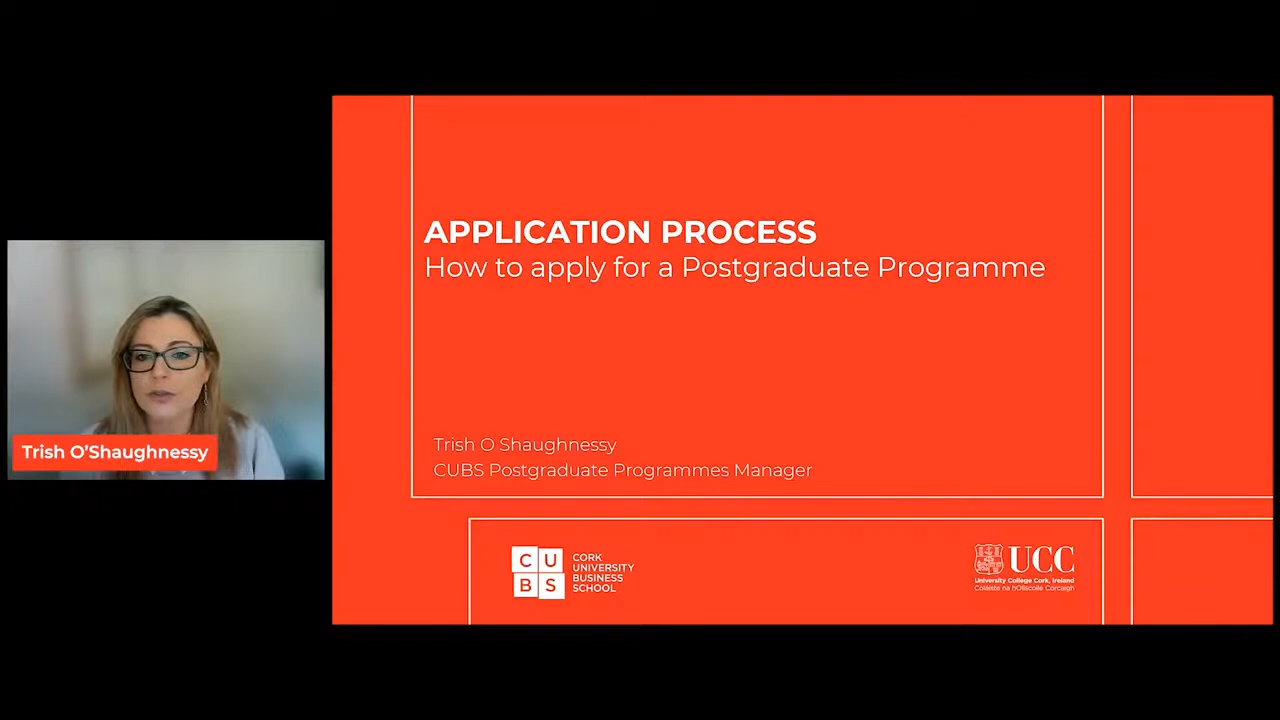 Trish O'Shaughnessy
APPLICATION PROCESS
How to apply for a Postgraduate Programme
Trish O Shaughnessy
CUBS Postgraduate Programmes Manager
C U
B S
CORK
UNIVERSITY
BUSINESS
SCHOOL
UCC
University College Cork, Ireland
Coláiste na hOllscoile Corcaigh